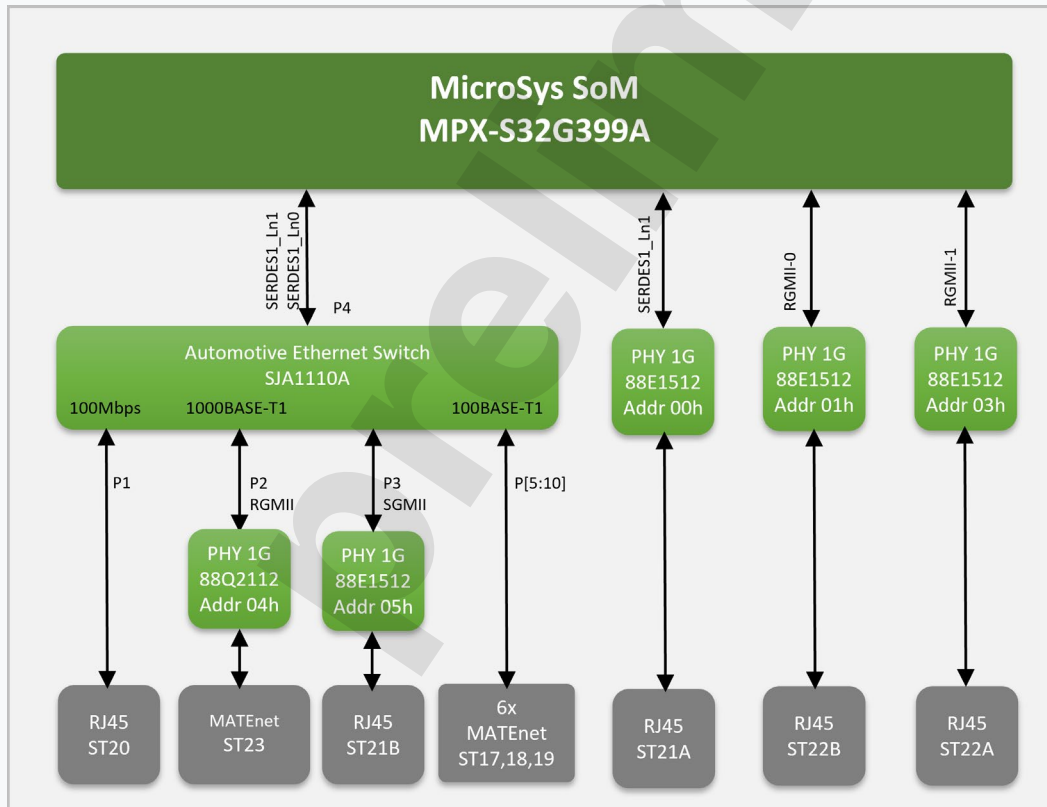 MicroSys SoM
MPX-S32G399A
SERDES1_Ln1
SERDES1_Ln0
P4
SERDES1_Ln1
RGMII-0
RGMII-1
Automotive Ethernet Switch
SJA1110A
100Mbps
1000BASE-T1
100BASE-T1
PHY 1G
88E1512
Addr 00h
PHY 1G
88E1512
Addr 01h
PHY 1G
88E1512
Addr 03h
P1
P2
RGMII
P3
SGMII
P[5:10]
PHY 1G
88Q2112
Addr 04h
PHY 1G
88E1512
Addr 05h
RJ45
ST20
MATEnet
ST23
RJ45
ST21B
6x
MATEnet
ST17,18,19
RJ45
ST21A
RJ45
ST22B
RJ45
ST22A